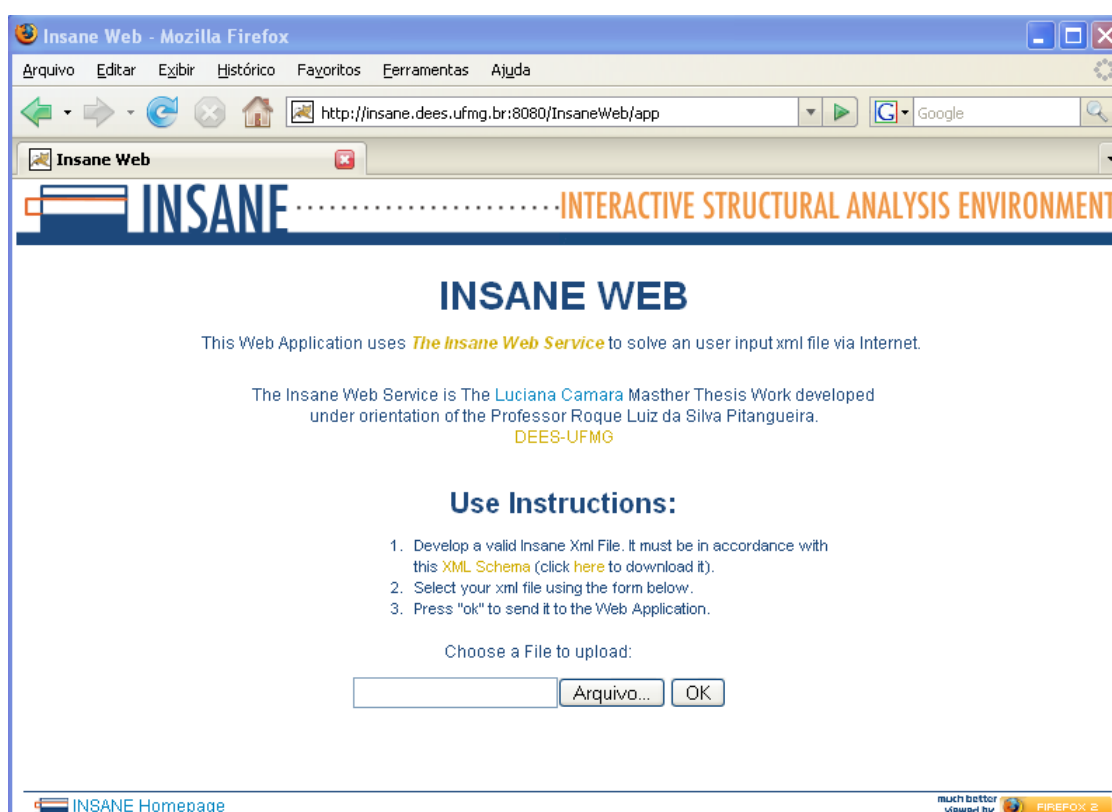 Insane Web - Mozilla Firefox
Arquivo Editar Exibir Histórico Favoritos Ferramentas Ajuda
http://insane.dees.ufmg.br:8080/InsaneWeb/app
G Google
Insane Web
INSANE INTERACTIVE STRUCTURAL ANALYSIS ENVIRONMENT
INSANE WEB
This Web Application uses The Insane Web Service to solve an user input xml file via Internet.
The Insane Web Service is The Luciana Camara Masther Thesis Work developed
under orientation of the Professor Roque Luiz da Silva Pitangueira.
DEES-UFMG
Use Instructions:
1. Develop a valid Insane Xml File. It must be in accordance with
this XML Schema (click here to download it).
2. Select your xml file using the form below.
3. Press "ok" to send it to the Web Application.
Choose a File to upload:
Arquivo... OK
INSANE Homepage
much better
viewed by FIREFOX 2